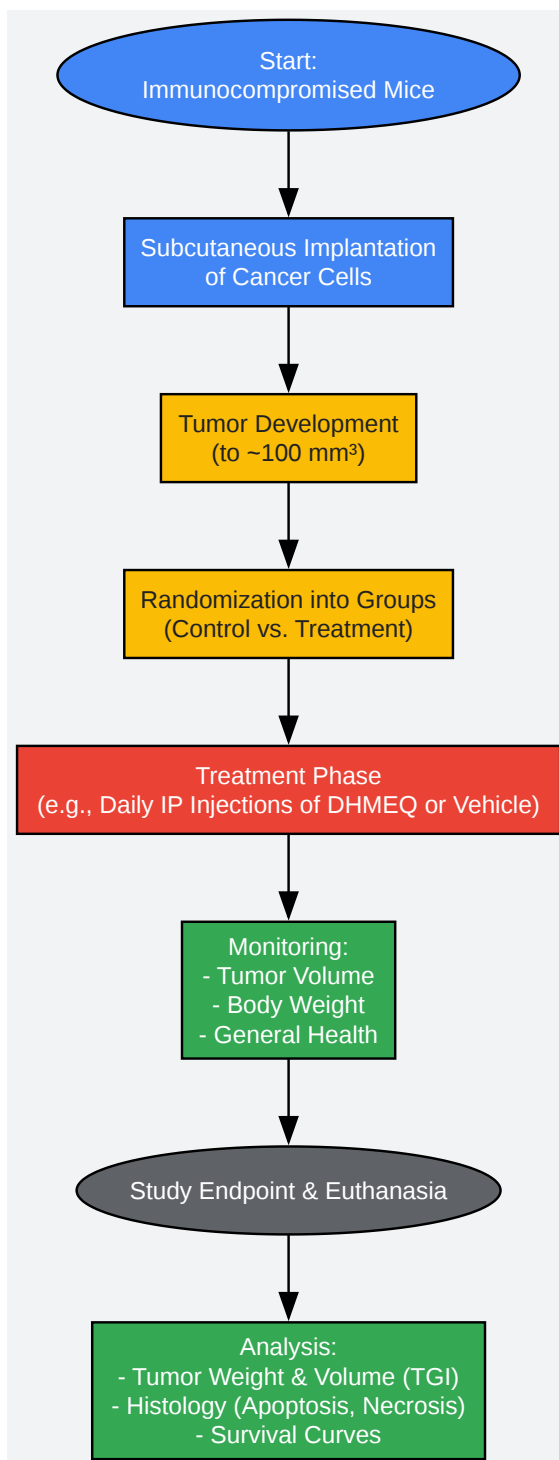 Start:
Immunocompromised Mice
Subcutaneous Implantation
of Cancer Cells
Tumor Development
(to ~100 mm³)
Randomization into Groups
(Control vs. Treatment)
Treatment Phase
(e.g., Daily IP Injections of DHMEQ or Vehicle)
Monitoring:
- Tumor Volume
- Body Weight
- General Health
Study Endpoint & Euthanasia
Analysis:
- Tumor Weight & Volume (TGI)
- Histology (Apoptosis, Necrosis)
- Survival Curves